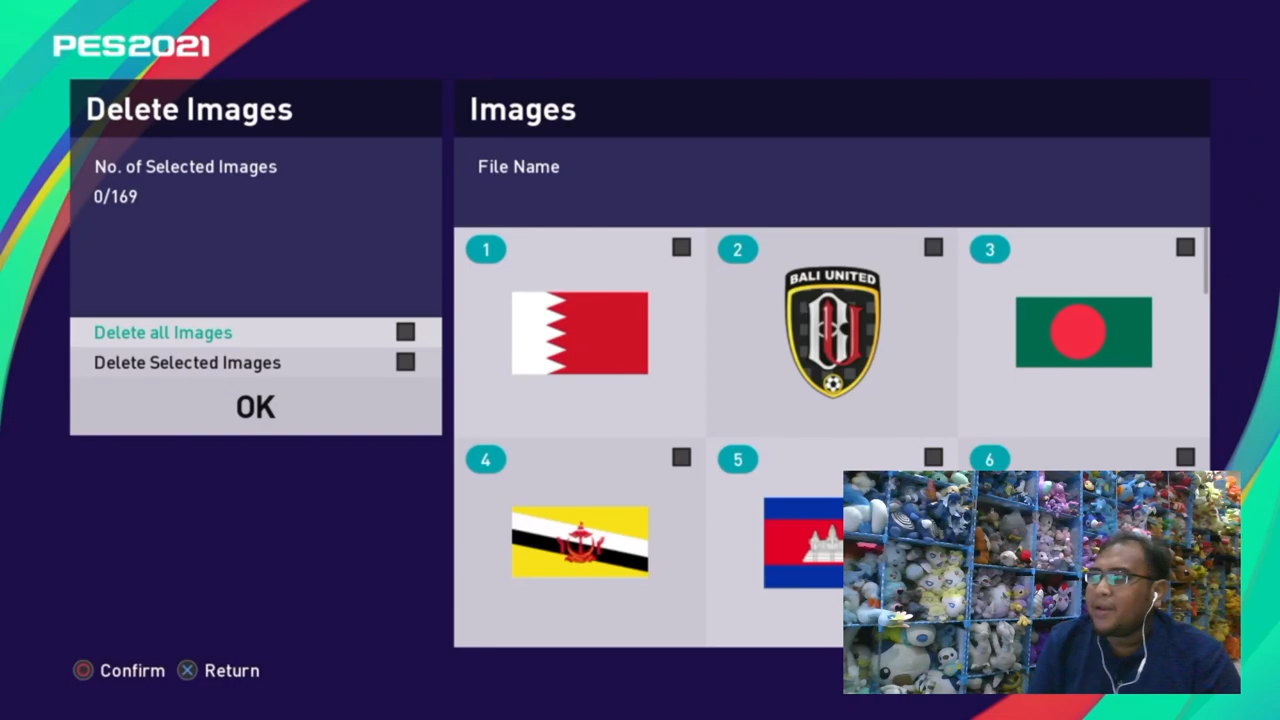 PES2021
Delete Images
No. of Selected Images
0/169
Delete all Images
Delete Selected Images
OK
Images
File Name
1
2
3
BALI UNITED
4
5
6
Confirm
Return